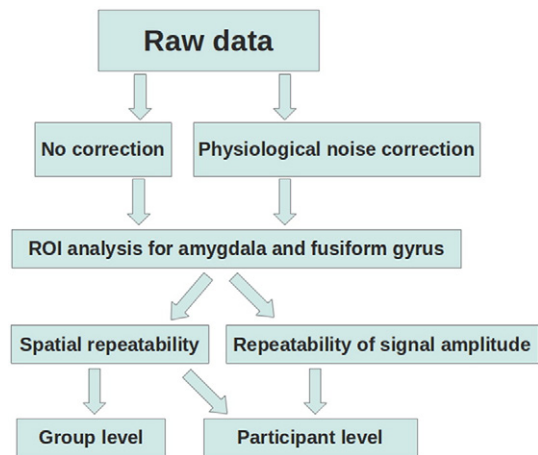 Raw data
No correction
Physiological noise correction
ROI analysis for amygdala and fusiform gyrus
Spatial repeatability
Repeatability of signal amplitude
Group level
Participant level